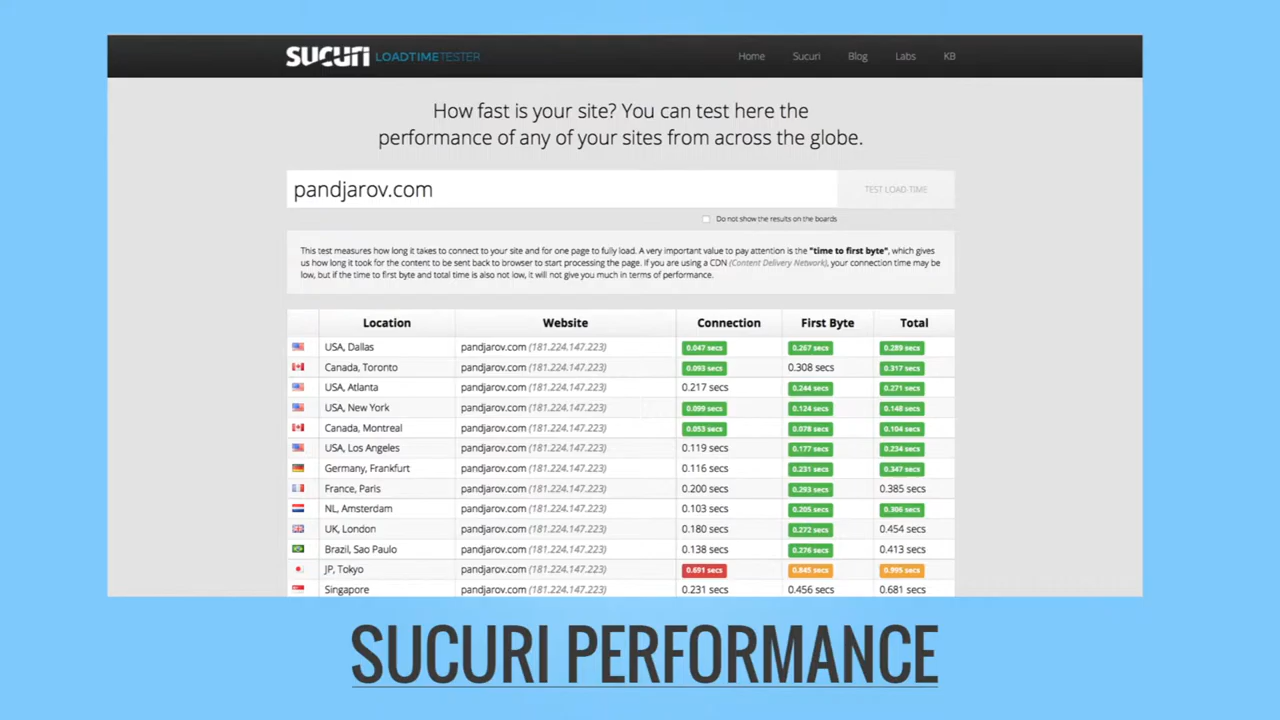 SUCURI LOADTIMETESTER Home Sucuri Blog Labs KB
How fast is your site? You can test here the
performance of any of your sites from across the globe.
pandjarov.com TEST LOAD TIME
Do not show the results on the boards
This test measures how long it takes to connect to your site and for one page to fully load. A very important value to pay attention is the "time to first byte", which gives
us how long it took for the content to be sent back to browser to start processing the page. If you are using a CDN (Content Delivery Network), your connection time may be
low, but if the time to first byte and total time is also not low, it will not give you much in terms of performance.
Location Website Connection First Byte Total
USA, Dallas pandjarov.com (181.224.147.223) 0.047 secs 0.267 secs 0.289 secs
Canada, Toronto pandjarov.com (181.224.147.223) 0.093 secs 0.308 secs 0.317 secs
USA, Atlanta pandjarov.com (181.224.147.223) 0.217 secs 0.244 secs 0.271 secs
USA, New York pandjarov.com (181.224.147.223) 0.099 secs 0.124 secs 0.148 secs
Canada, Montreal pandjarov.com (181.224.147.223) 0.053 secs 0.078 secs 0.104 secs
USA, Los Angeles pandjarov.com (181.224.147.223) 0.119 secs 0.177 secs 0.234 secs
Germany, Frankfurt pandjarov.com (181.224.147.223) 0.116 secs 0.231 secs 0.347 secs
France, Paris pandjarov.com (181.224.147.223) 0.200 secs 0.293 secs 0.385 secs
NL, Amsterdam pandjarov.com (181.224.147.223) 0.103 secs 0.205 secs 0.306 secs
UK, London pandjarov.com (181.224.147.223) 0.180 secs 0.272 secs 0.454 secs
Brazil, Sao Paulo pandjarov.com (181.224.147.223) 0.138 secs 0.276 secs 0.413 secs
JP, Tokyo pandjarov.com (181.224.147.223) 0.691 secs 0.845 secs 0.995 secs
Singapore pandjarov.com (181.224.147.223) 0.231 secs 0.456 secs 0.681 secs
SUCURI PERFORMANCE